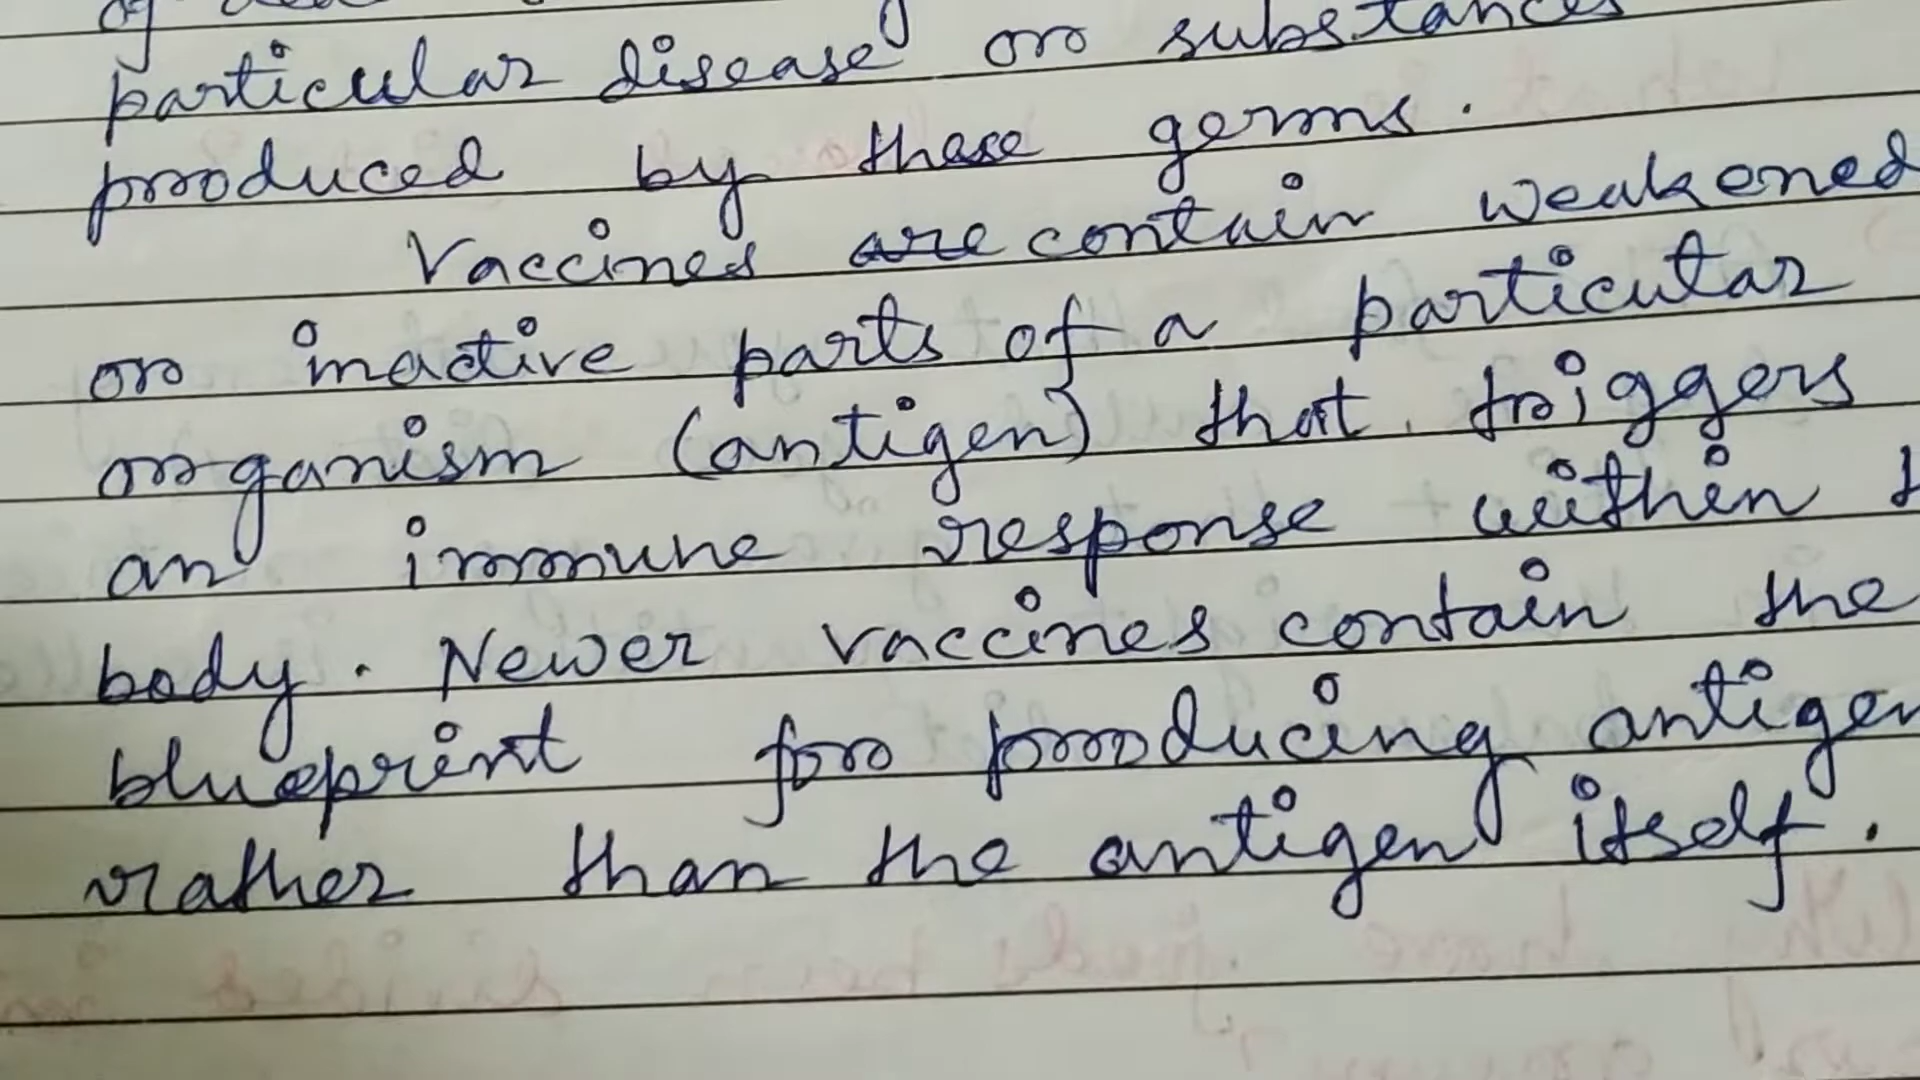 particular disease or substances
produced by these germs.
Vaccines are contain weakened
or inactive parts of a particular
organism (antigen) that triggers
an immune response within
body. Newer vaccines contain the
blueprint for producing antigen
rather than the antigen itself.